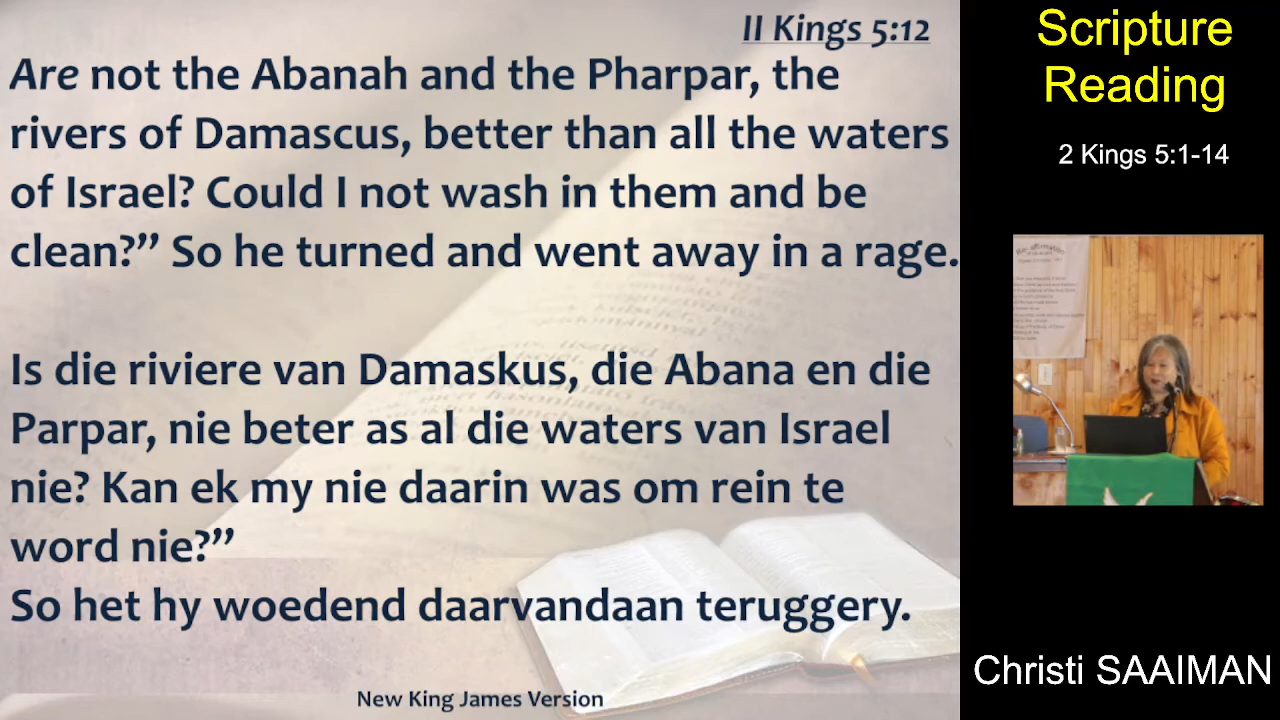 II Kings 5:12
Are not the Abanah and the Pharpar, the
rivers of Damascus, better than all the waters
of Israel? Could I not wash in them and be
clean?” So he turned and went away in a rage.
Is die riviere van Damaskus, die Abana en die
Parpar, nie beter as al die waters van Israel
nie? Kan ek my nie daarin was om rein te
word nie?”
So het hy woedend daarvandaan teruggery.
New King James Version
Scripture
Reading
2 Kings 5:1-14
Christi SAAIMAN